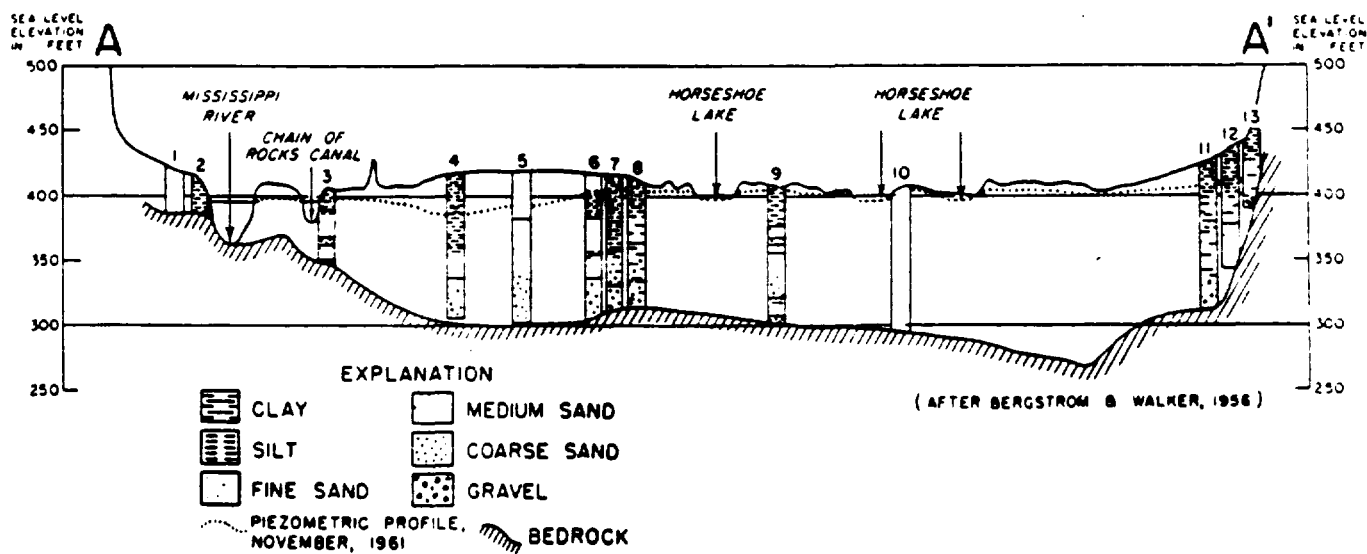 SEA LEVEL
ELEVATION
IN FEET
A
A'
SEA LEVEL
ELEVATION
IN FEET
500
500
MISSISSIPPI
RIVER
HORSESHOE
LAKE
HORSESHOE
LAKE
450
450
CHAIN OF
ROCKS CANAL
1
2
3
4
5
6
7
8
9
10
11
12
13
400
400
350
350
300
300
250
250
EXPLANATION
CLAY
MEDIUM SAND
SILT
COARSE SAND
FINE SAND
GRAVEL
PIEZOMETRIC PROFILE,
NOVEMBER, 1961
BEDROCK
(AFTER BERGSTROM & WALKER, 1956)